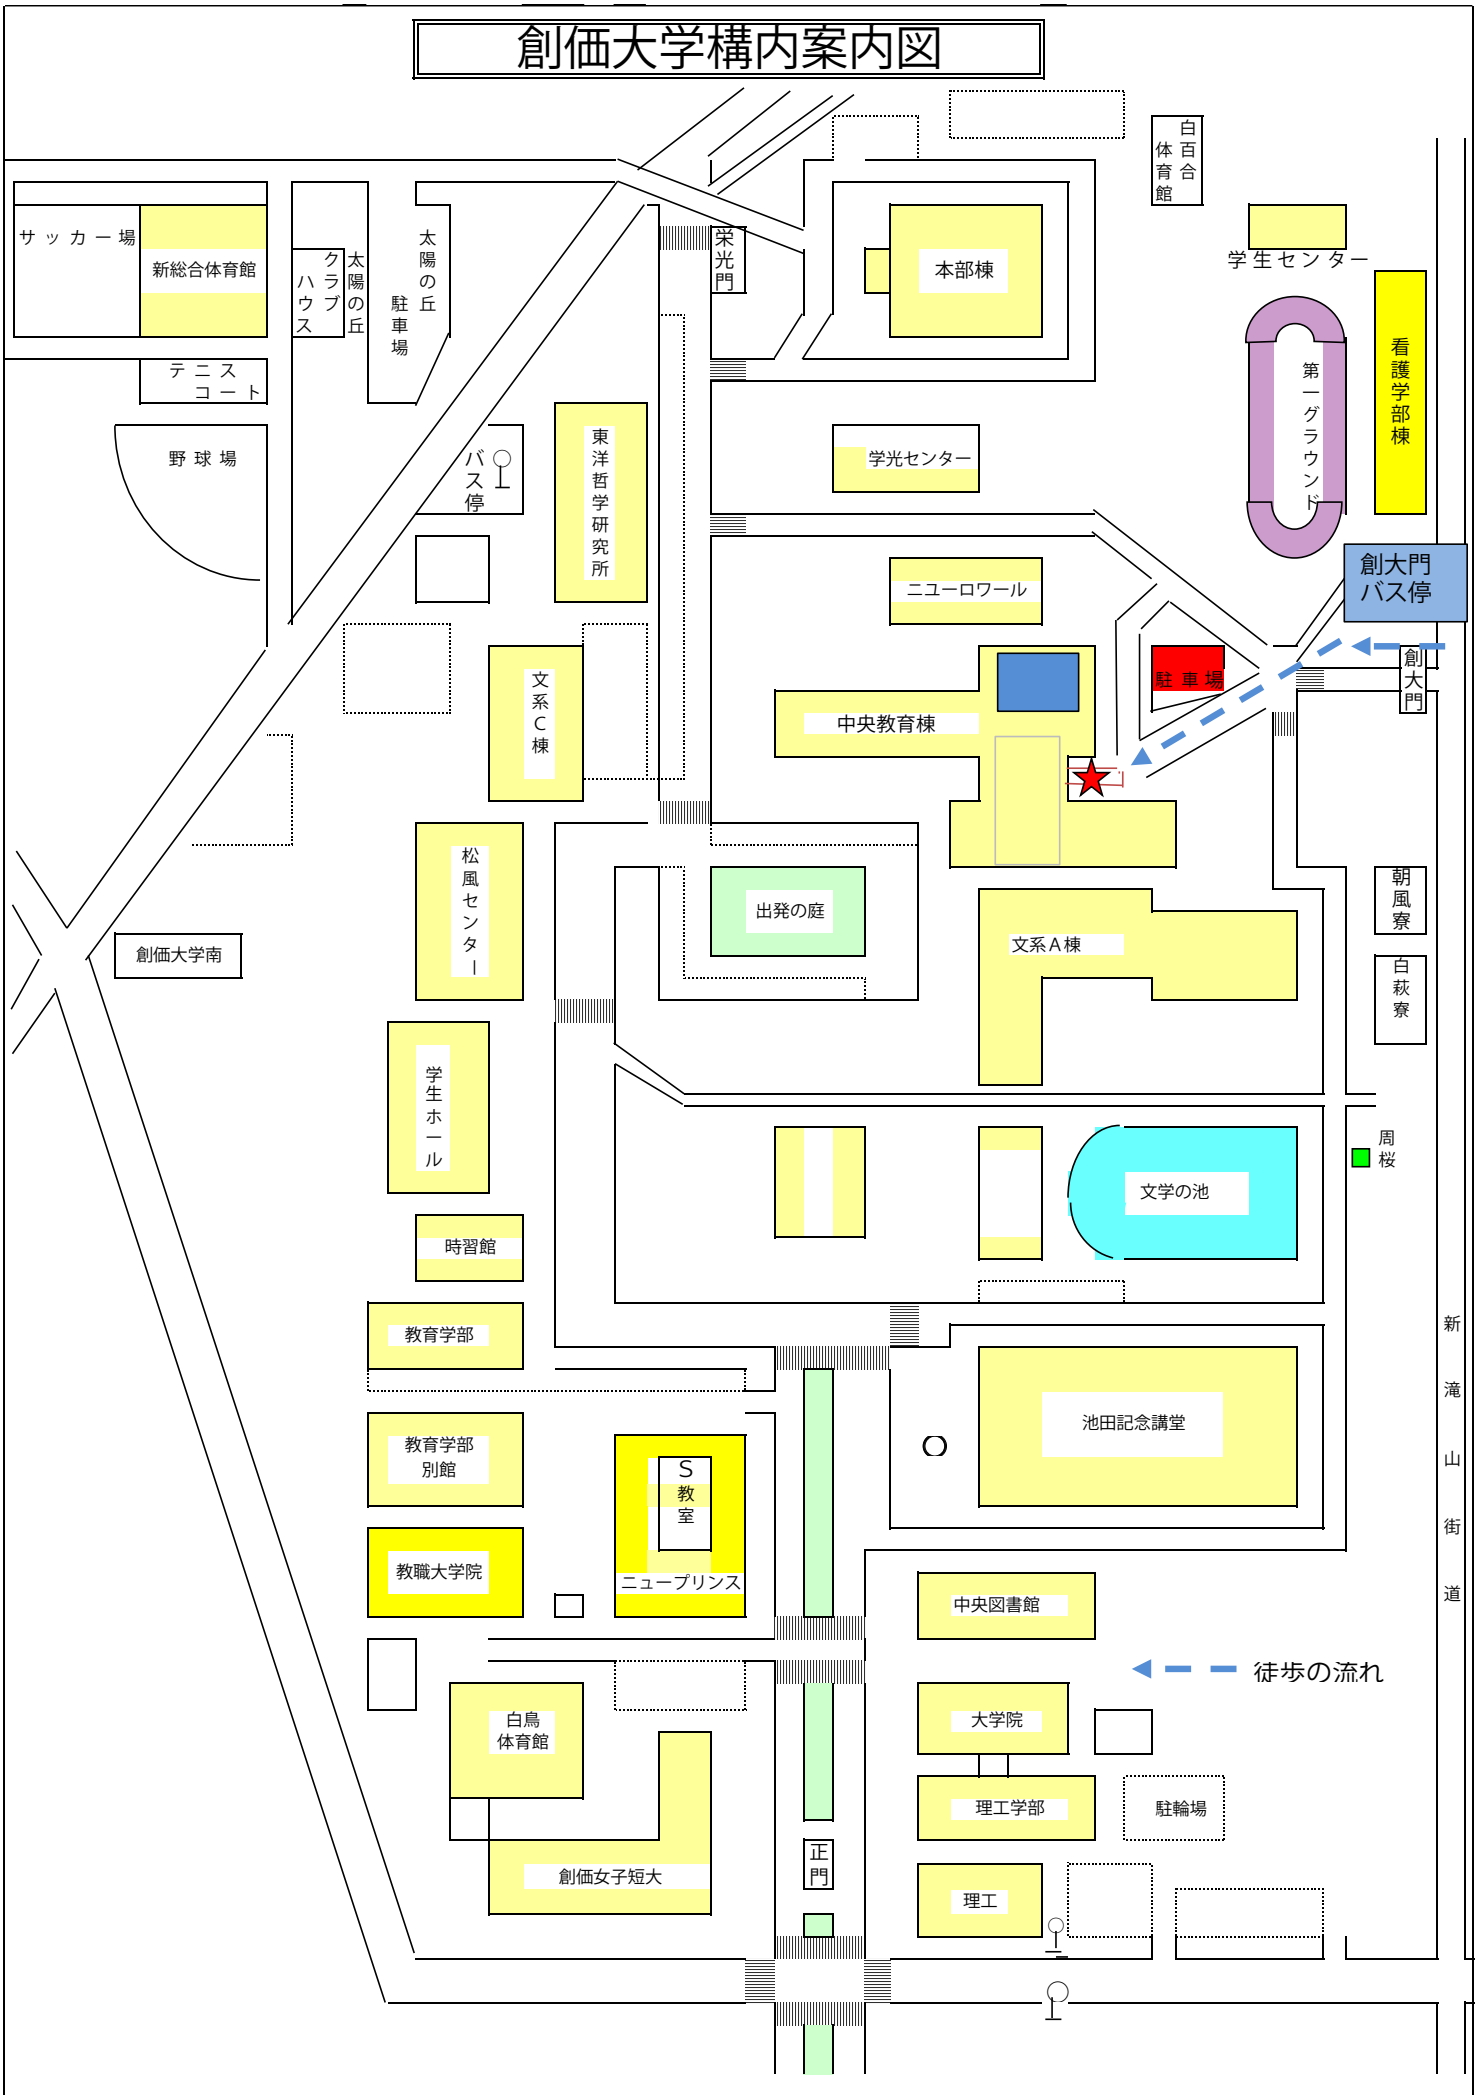 創価大学構内案内図
白百合
体育館
サッカー場
新総合体育館
太陽の丘
クラブ
ハウス
太陽の丘
駐車場
栄光門
本部棟
学生センター
看護学部棟
第一グラウンド
テニス
コート
野球場
バス停
東洋哲学研究所
学光センター
創大門
バス停
ニユーロワール
文系C棟
中央教育棟
駐車場
創大門
松風センター
出発の庭
文系A棟
朝風寮
創価大学南
白萩寮
学生ホール
周桜
文学の池
時習館
教育学部
新滝山街道
池田記念講堂
教育学部
別館
S教室
教職大学院
ニュープリンス
中央図書館
徒歩の流れ
白鳥
体育館
大学院
理工学部
駐輪場
正門
創価女子短大
理工